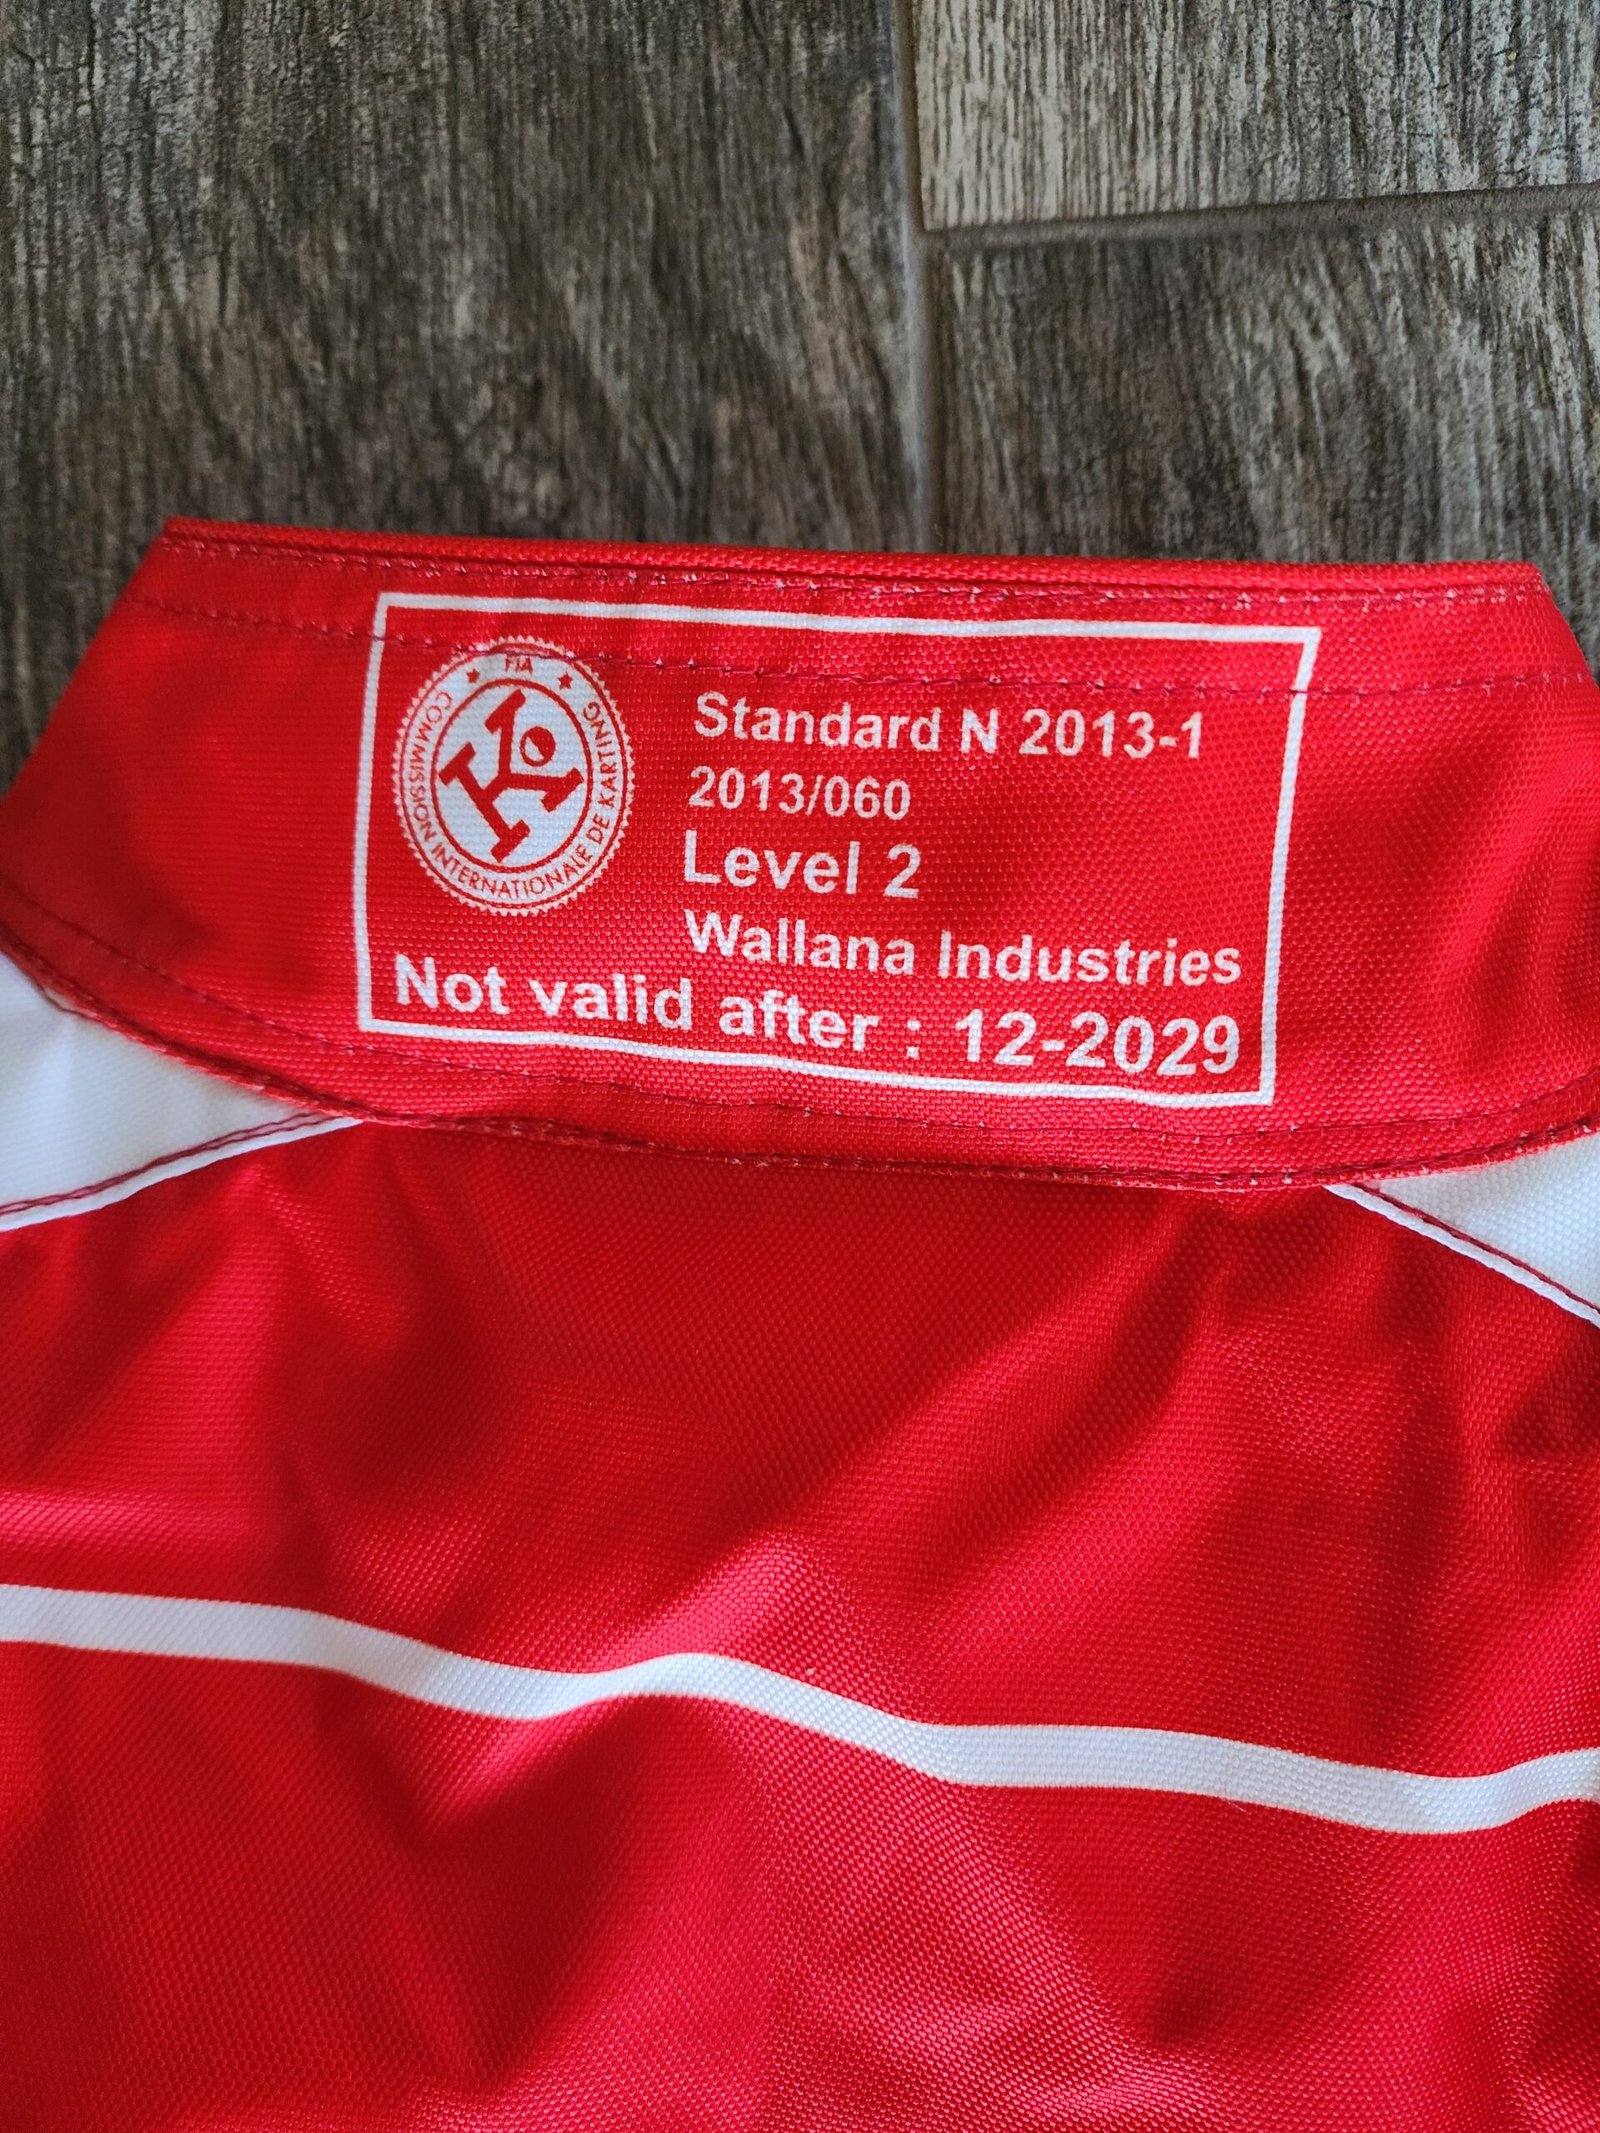 FIA
COMMISSION INTERNATIONALE DE KARTING
Standard N 2013-1
2013/060
Level 2
Wallana Industries
Not valid after : 12-2029